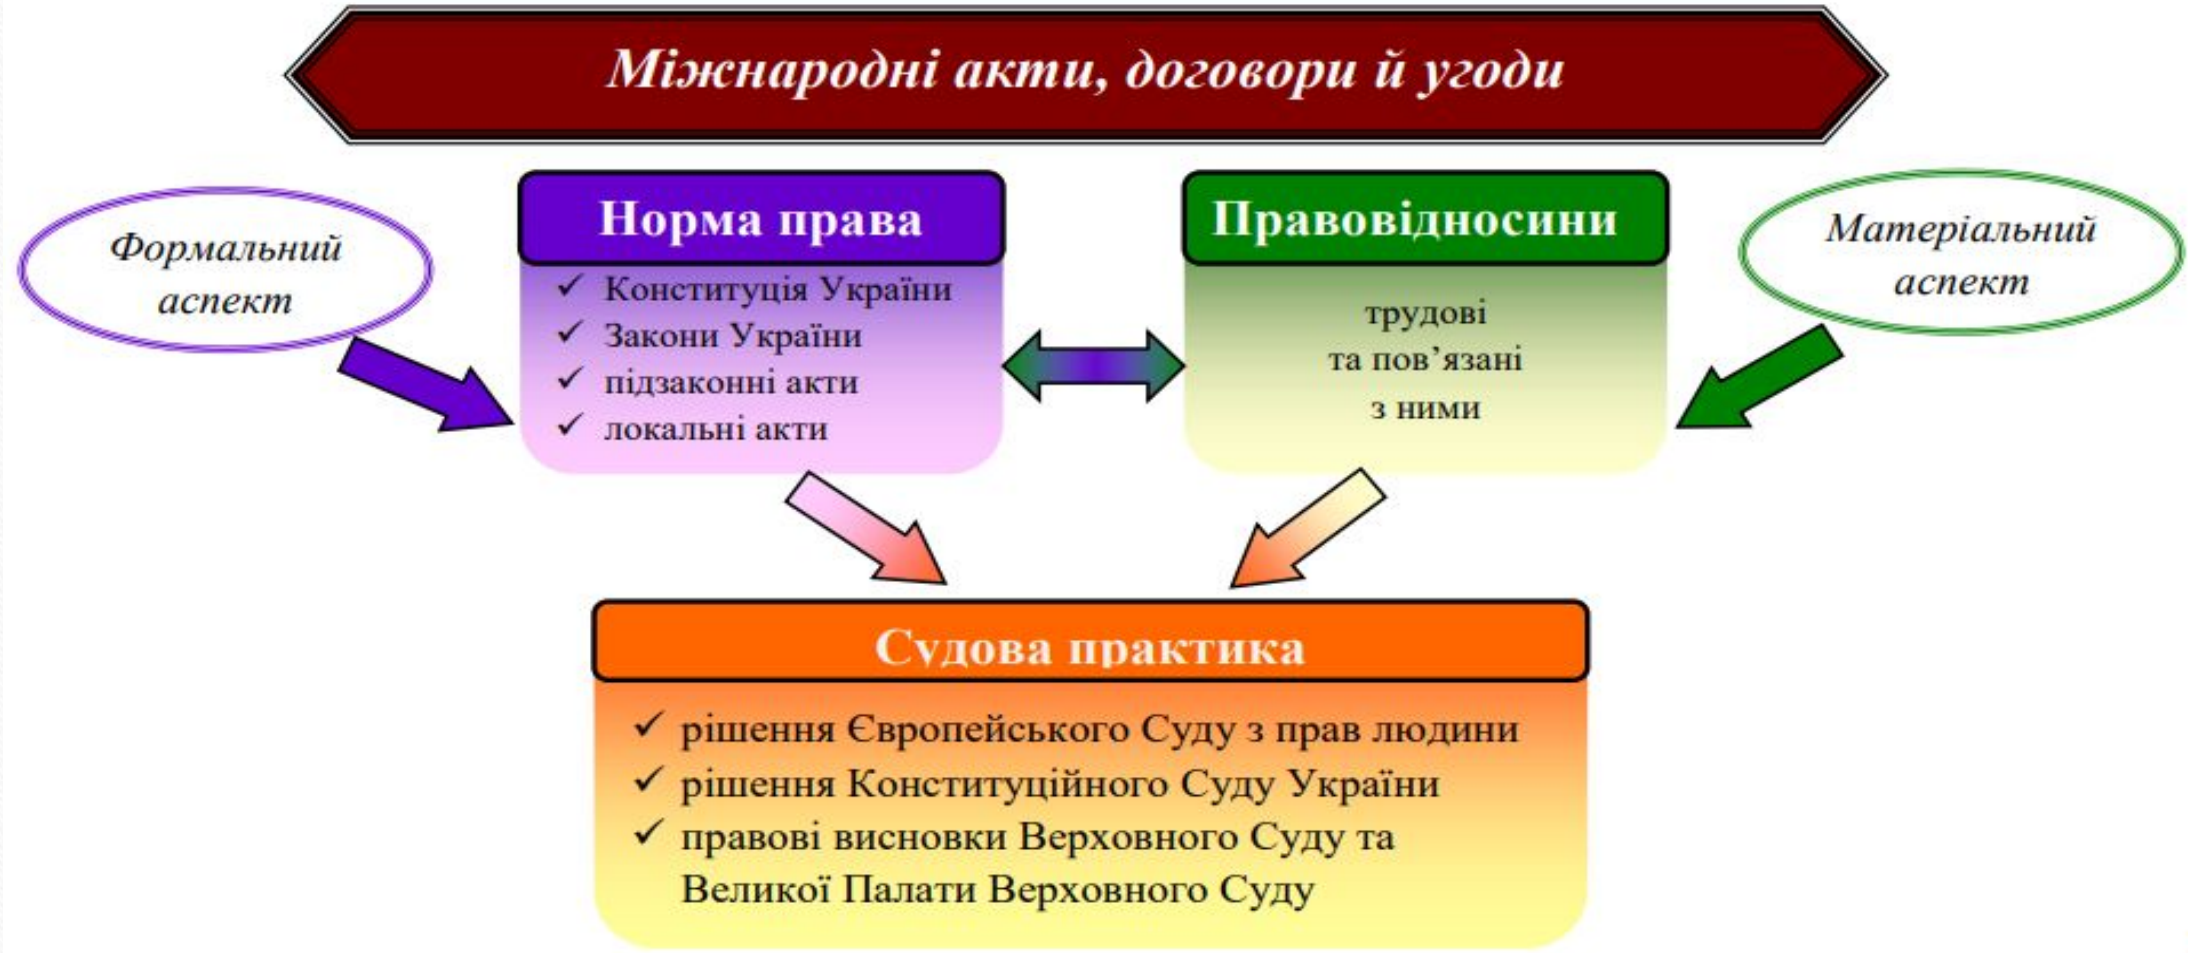 Міжнародні акти, договори й угоди
Формальний
аспект
Норма права
✓ Конституція України
✓ Закони України
✓ підзаконні акти
✓ локальні акти
Правовідносини
трудові
та пов’язані
з ними
Матеріальний
аспект
Судова практика
✓ рішення Європейського Суду з прав людини
✓ рішення Конституційного Суду України
✓ правові висновки Верховного Суду та
Великої Палати Верховного Суду